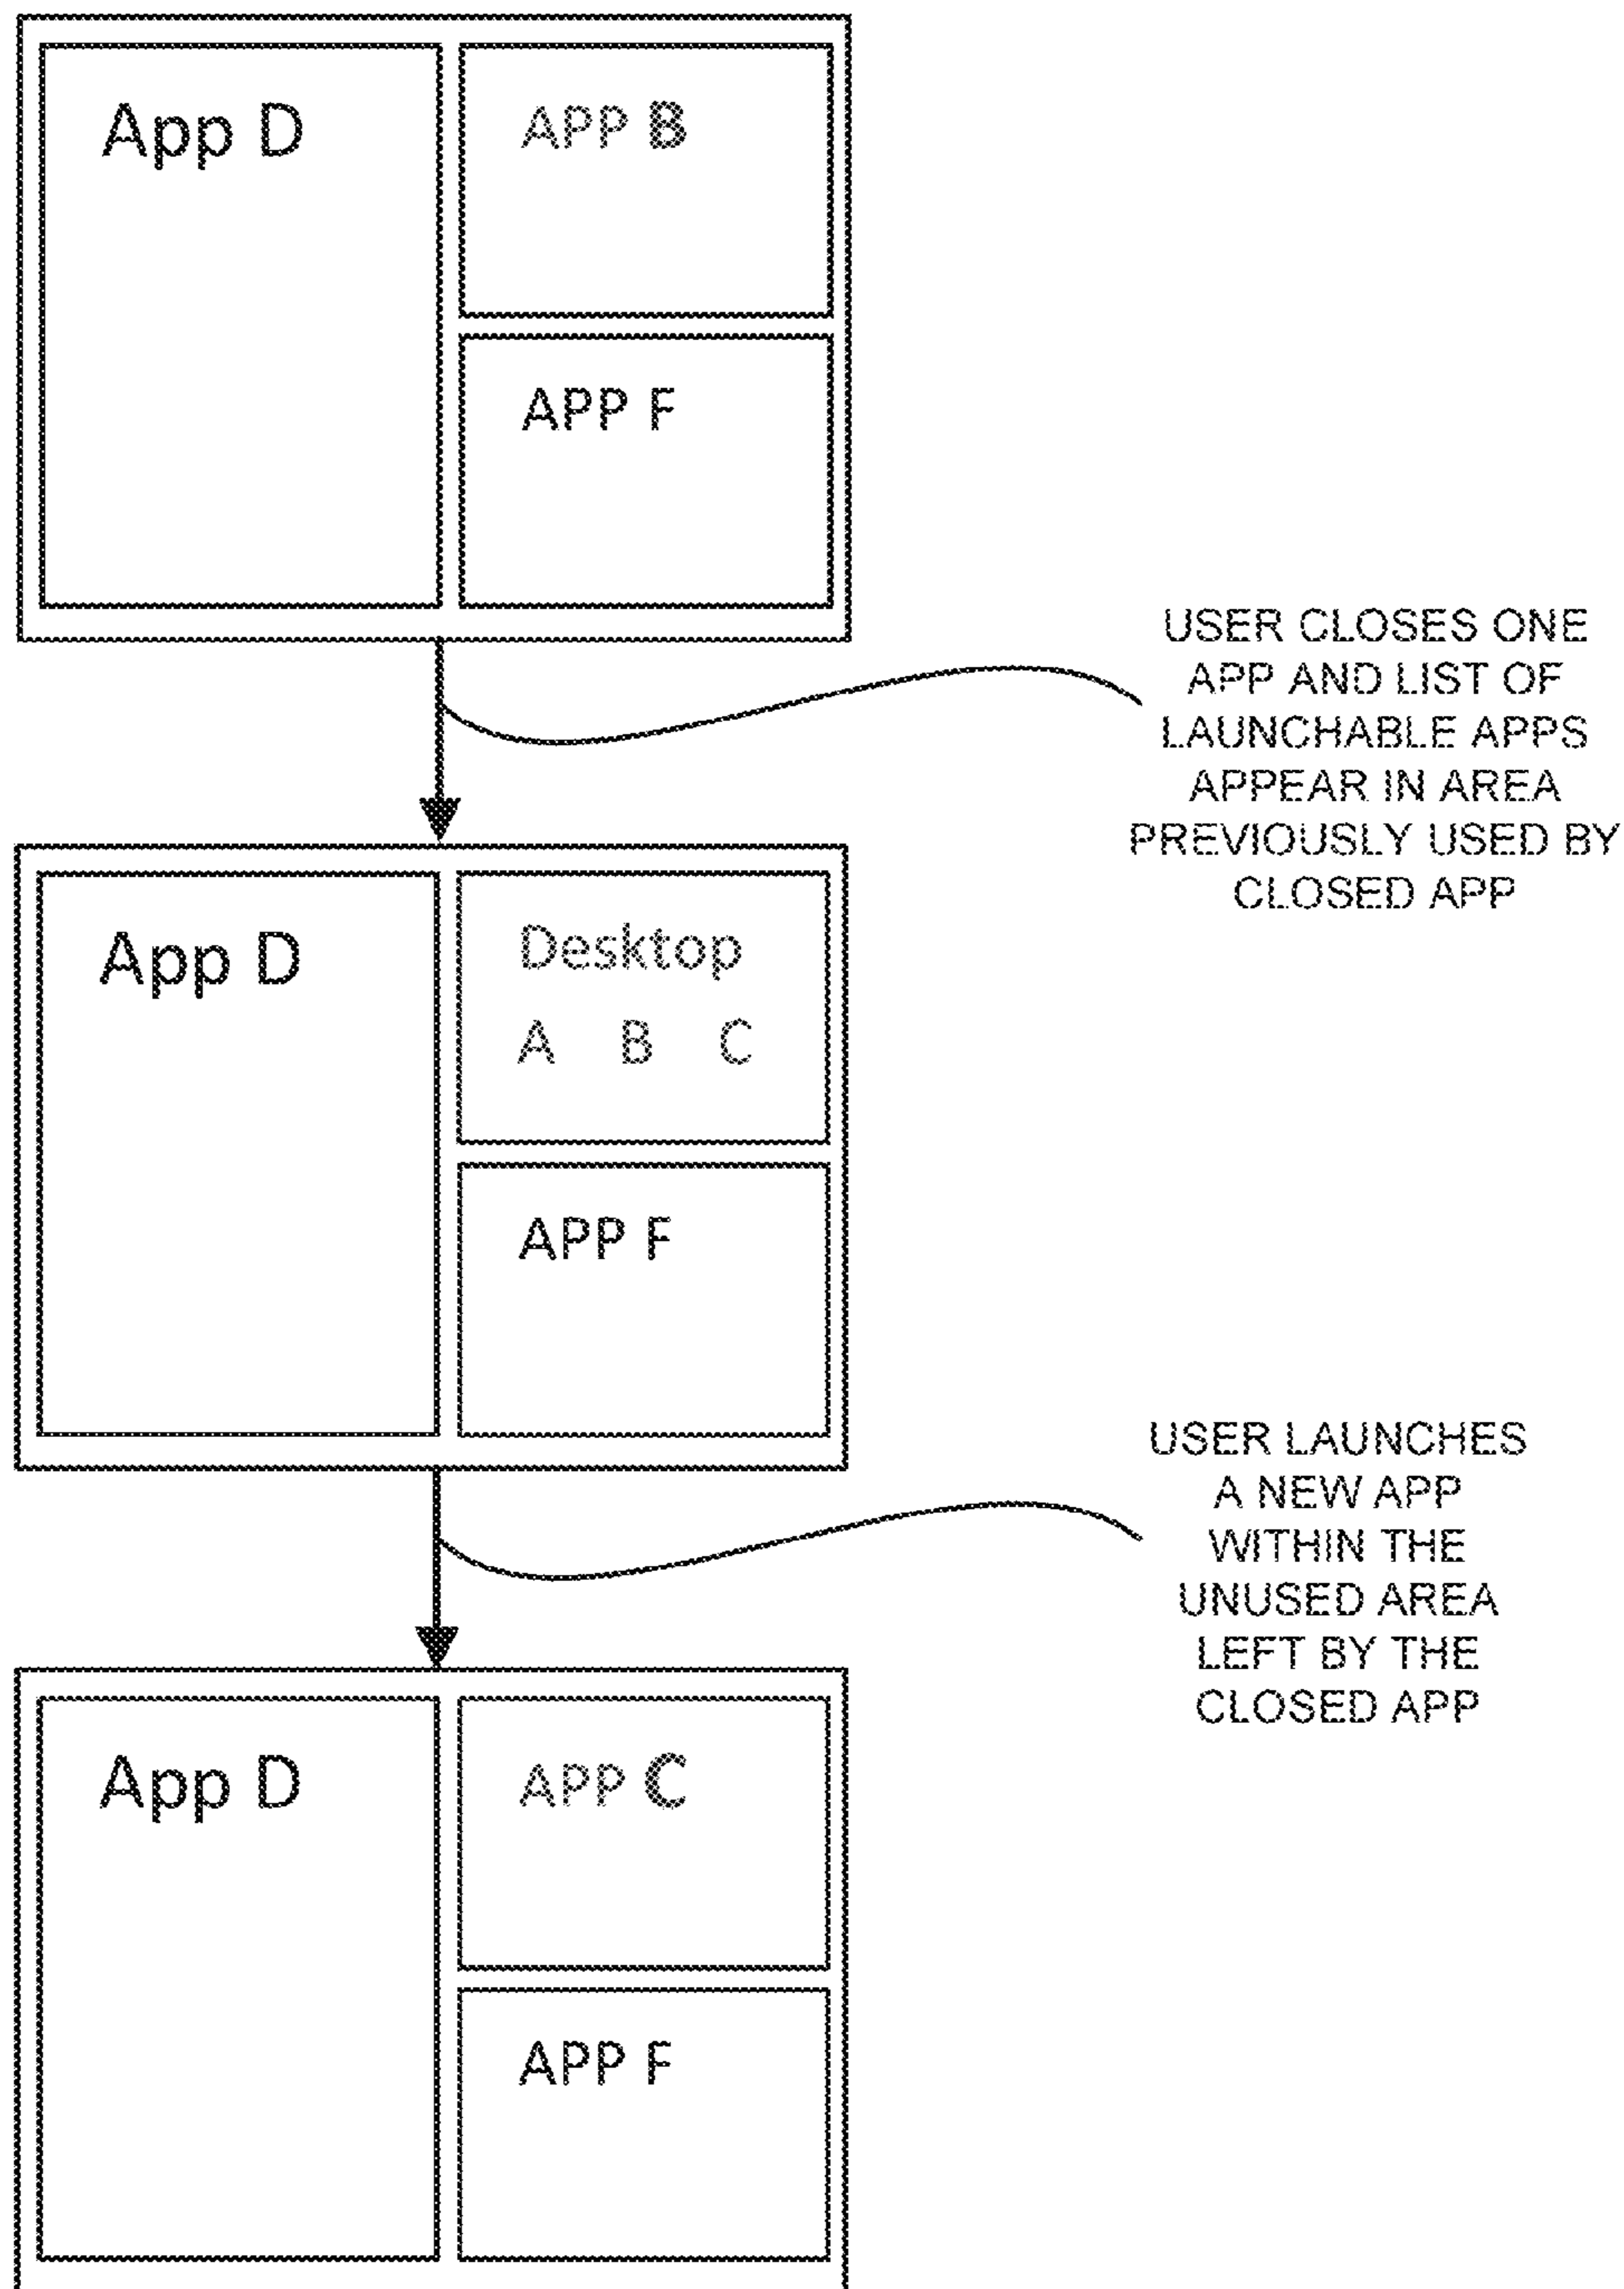 App D
APP B
APP F
USER CLOSES ONE
APP AND LIST OF
LAUNCHABLE APPS
APPEAR IN AREA
PREVIOUSLY USED BY
CLOSED APP
App D
Desktop
A B C
APP F
USER LAUNCHES
A NEW APP
WITHIN THE
UNUSED AREA
LEFT BY THE
CLOSED APP
App D
APP C
APP F